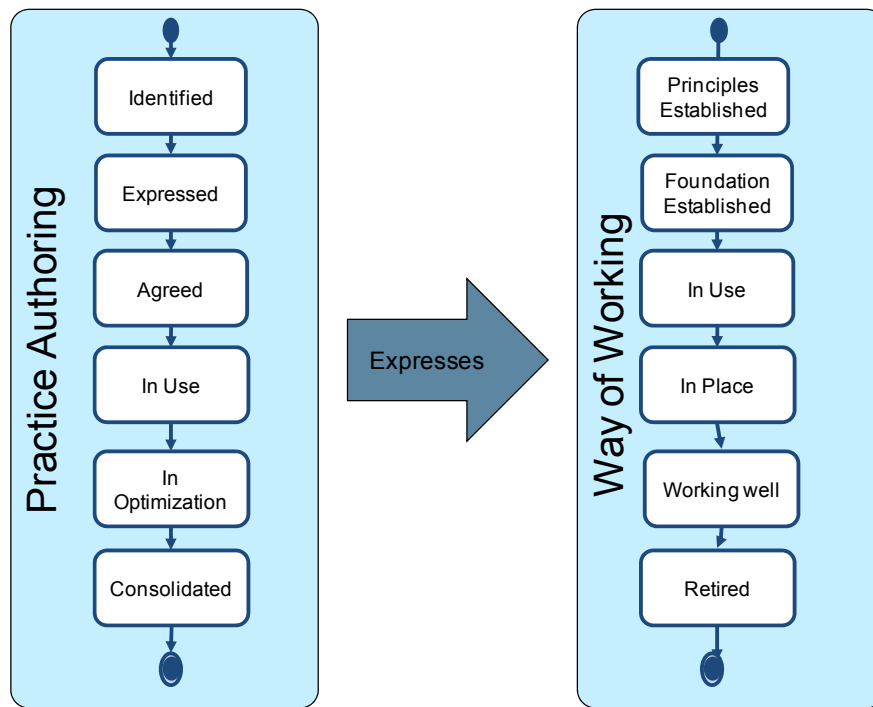 Practice Authoring
Identified
Expressed
Agreed
In Use
In
Optimization
Consolidated
Expresses
Way of Working
Principles
Established
Foundation
Established
In Use
In Place
Working well
Retired